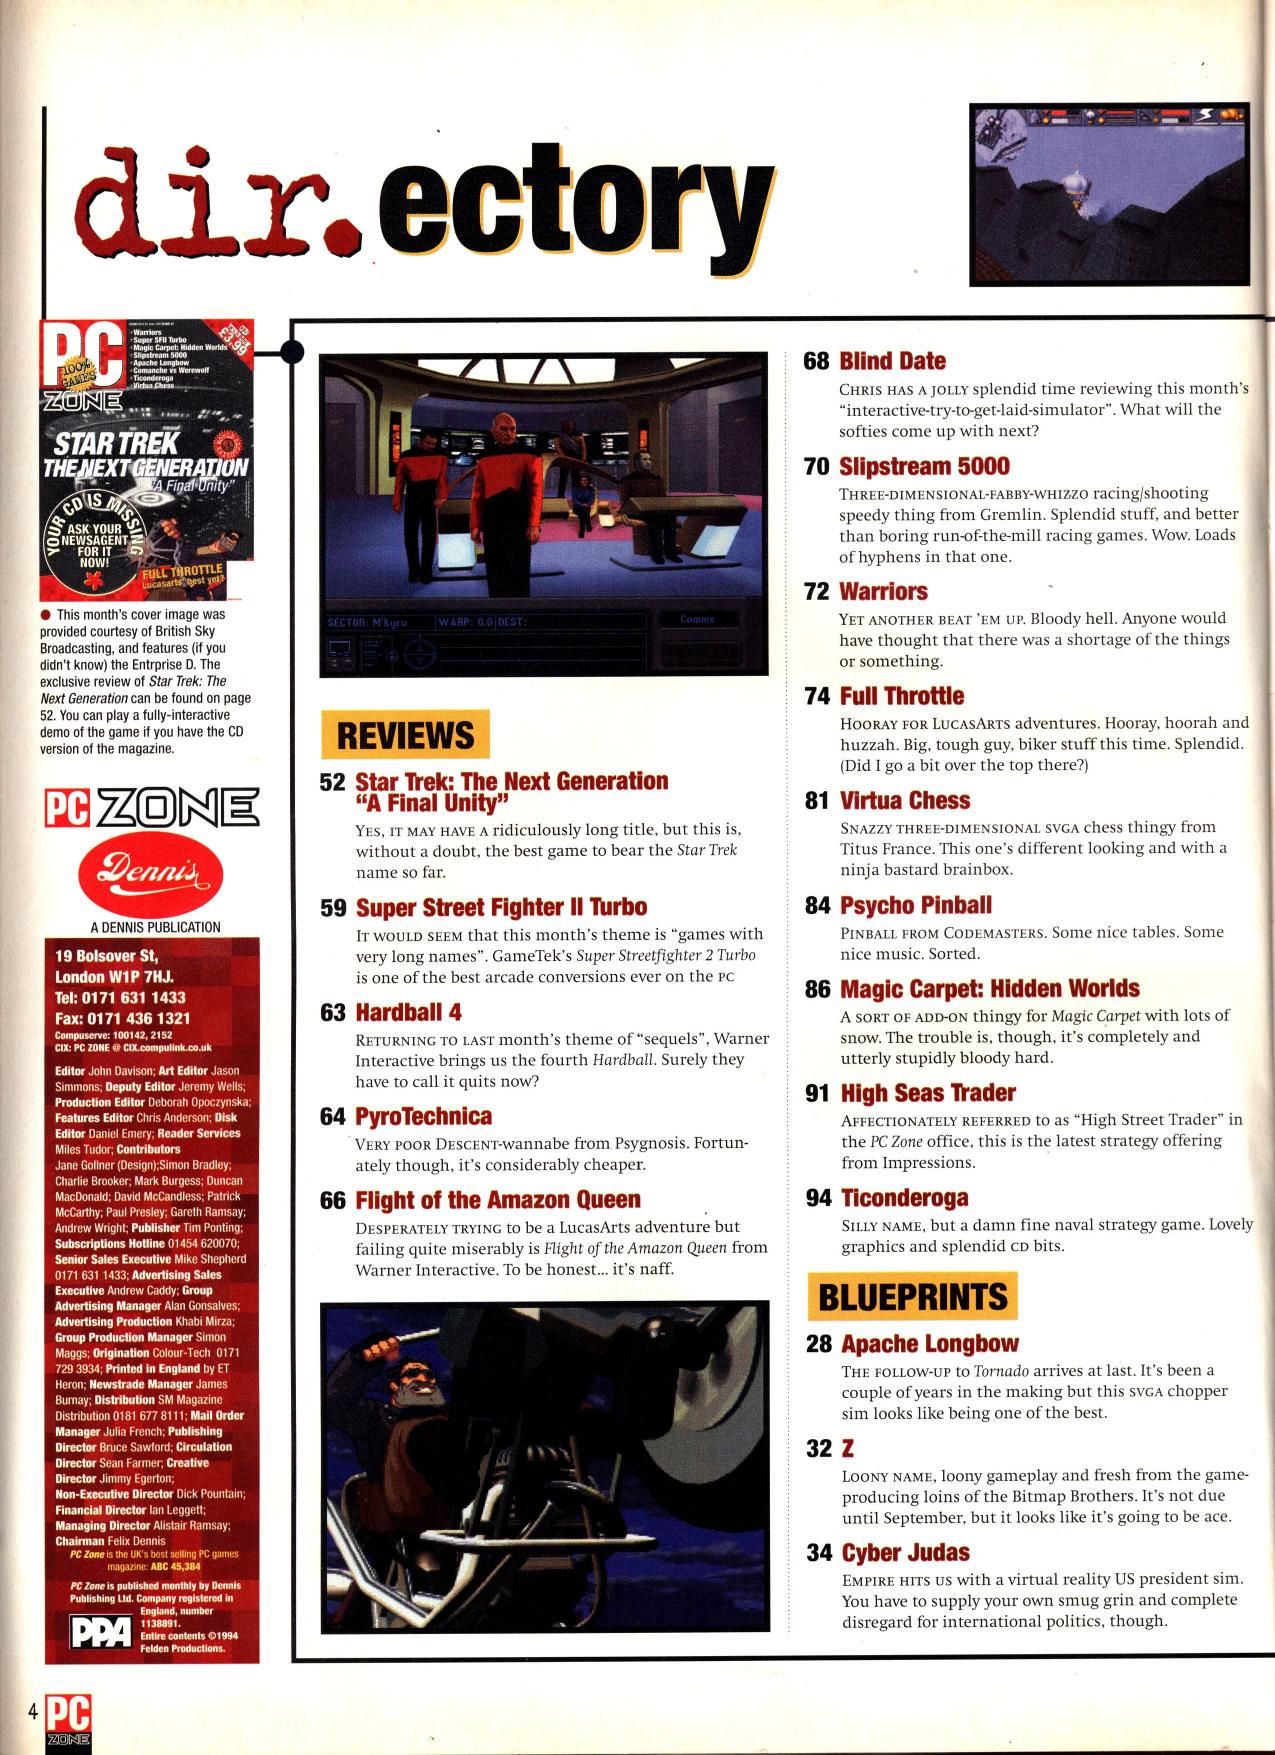 dir.ectory
PC
ZONE
100%
GAMES
£3.99
Warriors
Super SFII Turbo
Magic Carpet: Hidden Worlds
Slipstream 5000
Apache Longbow
Comanche vs Werewolf
Ticonderoga
Virtua Chess
STAR TREK
THE NEXT GENERATION
"A Final Unity"
YOUR CD IS MISSING
ASK YOUR
NEWSAGENT
FOR IT
NOW!
FULL THROTTLE
Lucasarts' best yet?
● This month's cover image was
provided courtesy of British Sky
Broadcasting, and features (if you
didn't know) the Entrprise D. The
exclusive review of Star Trek: The
Next Generation can be found on page
52. You can play a fully-interactive
demo of the game if you have the CD
version of the magazine.
PC ZONE
Dennis
A DENNIS PUBLICATION
19 Bolsover St,
London W1P 7HJ.
Tel: 0171 631 1433
Fax: 0171 436 1321
Compuserve: 100142, 2152
CIX: PC ZONE @ CIX.compulink.co.uk
Editor John Davison; Art Editor Jason
Simmons; Deputy Editor Jeremy Wells;
Production Editor Deborah Opoczynska;
Features Editor Chris Anderson; Disk
Editor Daniel Emery; Reader Services
Miles Tudor; Contributors
Jane Gollner (Design);Simon Bradley;
Charlie Brooker; Mark Burgess; Duncan
MacDonald; David McCandless; Patrick
McCarthy; Paul Presley; Gareth Ramsay;
Andrew Wright; Publisher Tim Ponting;
Subscriptions Hotline 01454 620070;
Senior Sales Executive Mike Shepherd
0171 631 1433; Advertising Sales
Executive Andrew Caddy; Group
Advertising Manager Alan Gonsalves;
Advertising Production Khabi Mirza;
Group Production Manager Simon
Maggs; Origination Colour-Tech 0171
729 3934; Printed in England by ET
Heron; Newstrade Manager James
Burnay; Distribution SM Magazine
Distribution 0181 677 8111; Mail Order
Manager Julia French; Publishing
Director Bruce Sawford; Circulation
Director Sean Farmer; Creative
Director Jimmy Egerton;
Non-Executive Director Dick Pountain;
Financial Director Ian Leggett;
Managing Director Alistair Ramsay;
Chairman Felix Dennis
PC Zone is the UK's best selling PC games
magazine: ABC 45,384
PC Zone is published monthly by Dennis
Publishing Ltd. Company registered in
England, number
1138891.
Entire contents ©1994
Felden Productions.
PPA
SECTOR: M'kyru WARP: 0.0 DEST:
Comms
REVIEWS
52 Star Trek: The Next Generation
"A Final Unity"
YES, IT MAY HAVE A ridiculously long title, but this is,
without a doubt, the best game to bear the Star Trek
name so far.
59 Super Street Fighter II Turbo
IT WOULD SEEM that this month's theme is "games with
very long names". GameTek's Super Streetfighter 2 Turbo
is one of the best arcade conversions ever on the PC
63 Hardball 4
RETURNING TO LAST month's theme of "sequels", Warner
Interactive brings us the fourth Hardball. Surely they
have to call it quits now?
64 PyroTechnica
VERY POOR DESCENT-wannabe from Psygnosis. Fortun-
ately though, it's considerably cheaper.
66 Flight of the Amazon Queen
DESPERATELY TRYING to be a LucasArts adventure but
failing quite miserably is Flight of the Amazon Queen from
Warner Interactive. To be honest... it's naff.
68 Blind Date
CHRIS HAS A JOLLY splendid time reviewing this month's
"interactive-try-to-get-laid-simulator". What will the
softies come up with next?
70 Slipstream 5000
THREE-DIMENSIONAL-FABBY-WHIZZO racing/shooting
speedy thing from Gremlin. Splendid stuff, and better
than boring run-of-the-mill racing games. Wow. Loads
of hyphens in that one.
72 Warriors
YET ANOTHER BEAT 'EM UP. Bloody hell. Anyone would
have thought that there was a shortage of the things
or something.
74 Full Throttle
HOORAY FOR LUCASARTS adventures. Hooray, hoorah and
huzzah. Big, tough guy, biker stuff this time. Splendid.
(Did I go a bit over the top there?)
81 Virtua Chess
SNAZZY THREE-DIMENSIONAL SVGA chess thingy from
Titus France. This one's different looking and with a
ninja bastard brainbox.
84 Psycho Pinball
PINBALL FROM CODEMASTERS. Some nice tables. Some
nice music. Sorted.
86 Magic Carpet: Hidden Worlds
A SORT OF ADD-ON thingy for Magic Carpet with lots of
snow. The trouble is, though, it's completely and
utterly stupidly bloody hard.
91 High Seas Trader
AFFECTIONATELY REFERRED to as "High Street Trader" in
the PC Zone office, this is the latest strategy offering
from Impressions.
94 Ticonderoga
SILLY NAME, but a damn fine naval strategy game. Lovely
graphics and splendid CD bits.
BLUEPRINTS
28 Apache Longbow
THE FOLLOW-UP to Tornado arrives at last. It's been a
couple of years in the making but this SVGA chopper
sim looks like being one of the best.
32 Z
LOONY NAME, loony gameplay and fresh from the game-
producing loins of the Bitmap Brothers. It's not due
until September, but it looks like it's going to be ace.
34 Cyber Judas
EMPIRE HITS US with a virtual reality US president sim.
You have to supply your own smug grin and complete
disregard for international politics, though.
4 PC
ZONE